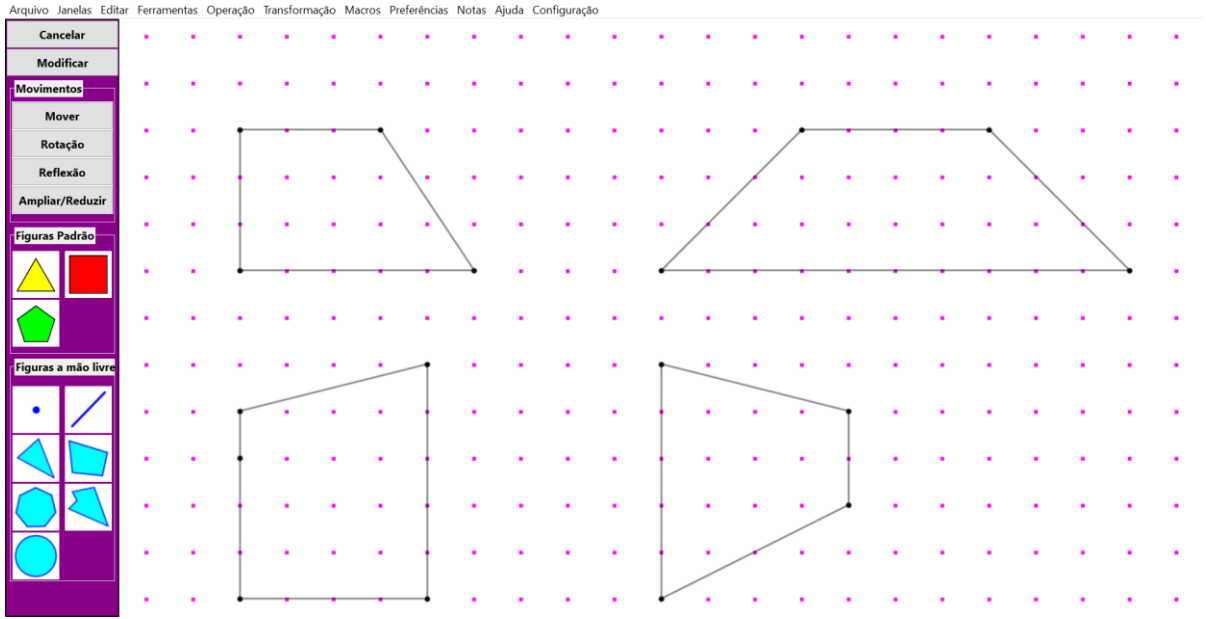 Arquivo Janelas Editar Ferramentas Operação Transformação Macros Preferências Notas Ajuda Configuração
Cancelar
Modificar
Movimentos
Mover
Rotação
Reflexão
Ampliar/Reduzir
Figuras Padrão
Figuras a mão livre